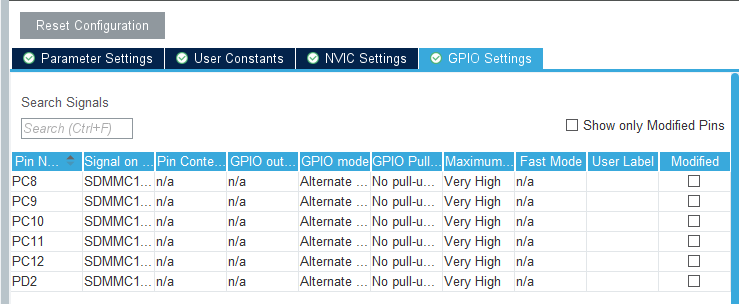 Reset Configuration
Parameter Settings User Constants NVIC Settings GPIO Settings
Search Signals
Search (Ctrl+F)
Show only Modified Pins
Pin N... Signal on ... Pin Conte... GPIO out... GPIO mode GPIO Pull... Maximum... Fast Mode User Label Modified
PC8 SDMMC1... n/a n/a Alternate ... No pull-u... Very High n/a
PC9 SDMMC1... n/a n/a Alternate ... No pull-u... Very High n/a
PC10 SDMMC1... n/a n/a Alternate ... No pull-u... Very High n/a
PC11 SDMMC1... n/a n/a Alternate ... No pull-u... Very High n/a
PC12 SDMMC1... n/a n/a Alternate ... No pull-u... Very High n/a
PD2 SDMMC1... n/a n/a Alternate ... No pull-u... Very High n/a